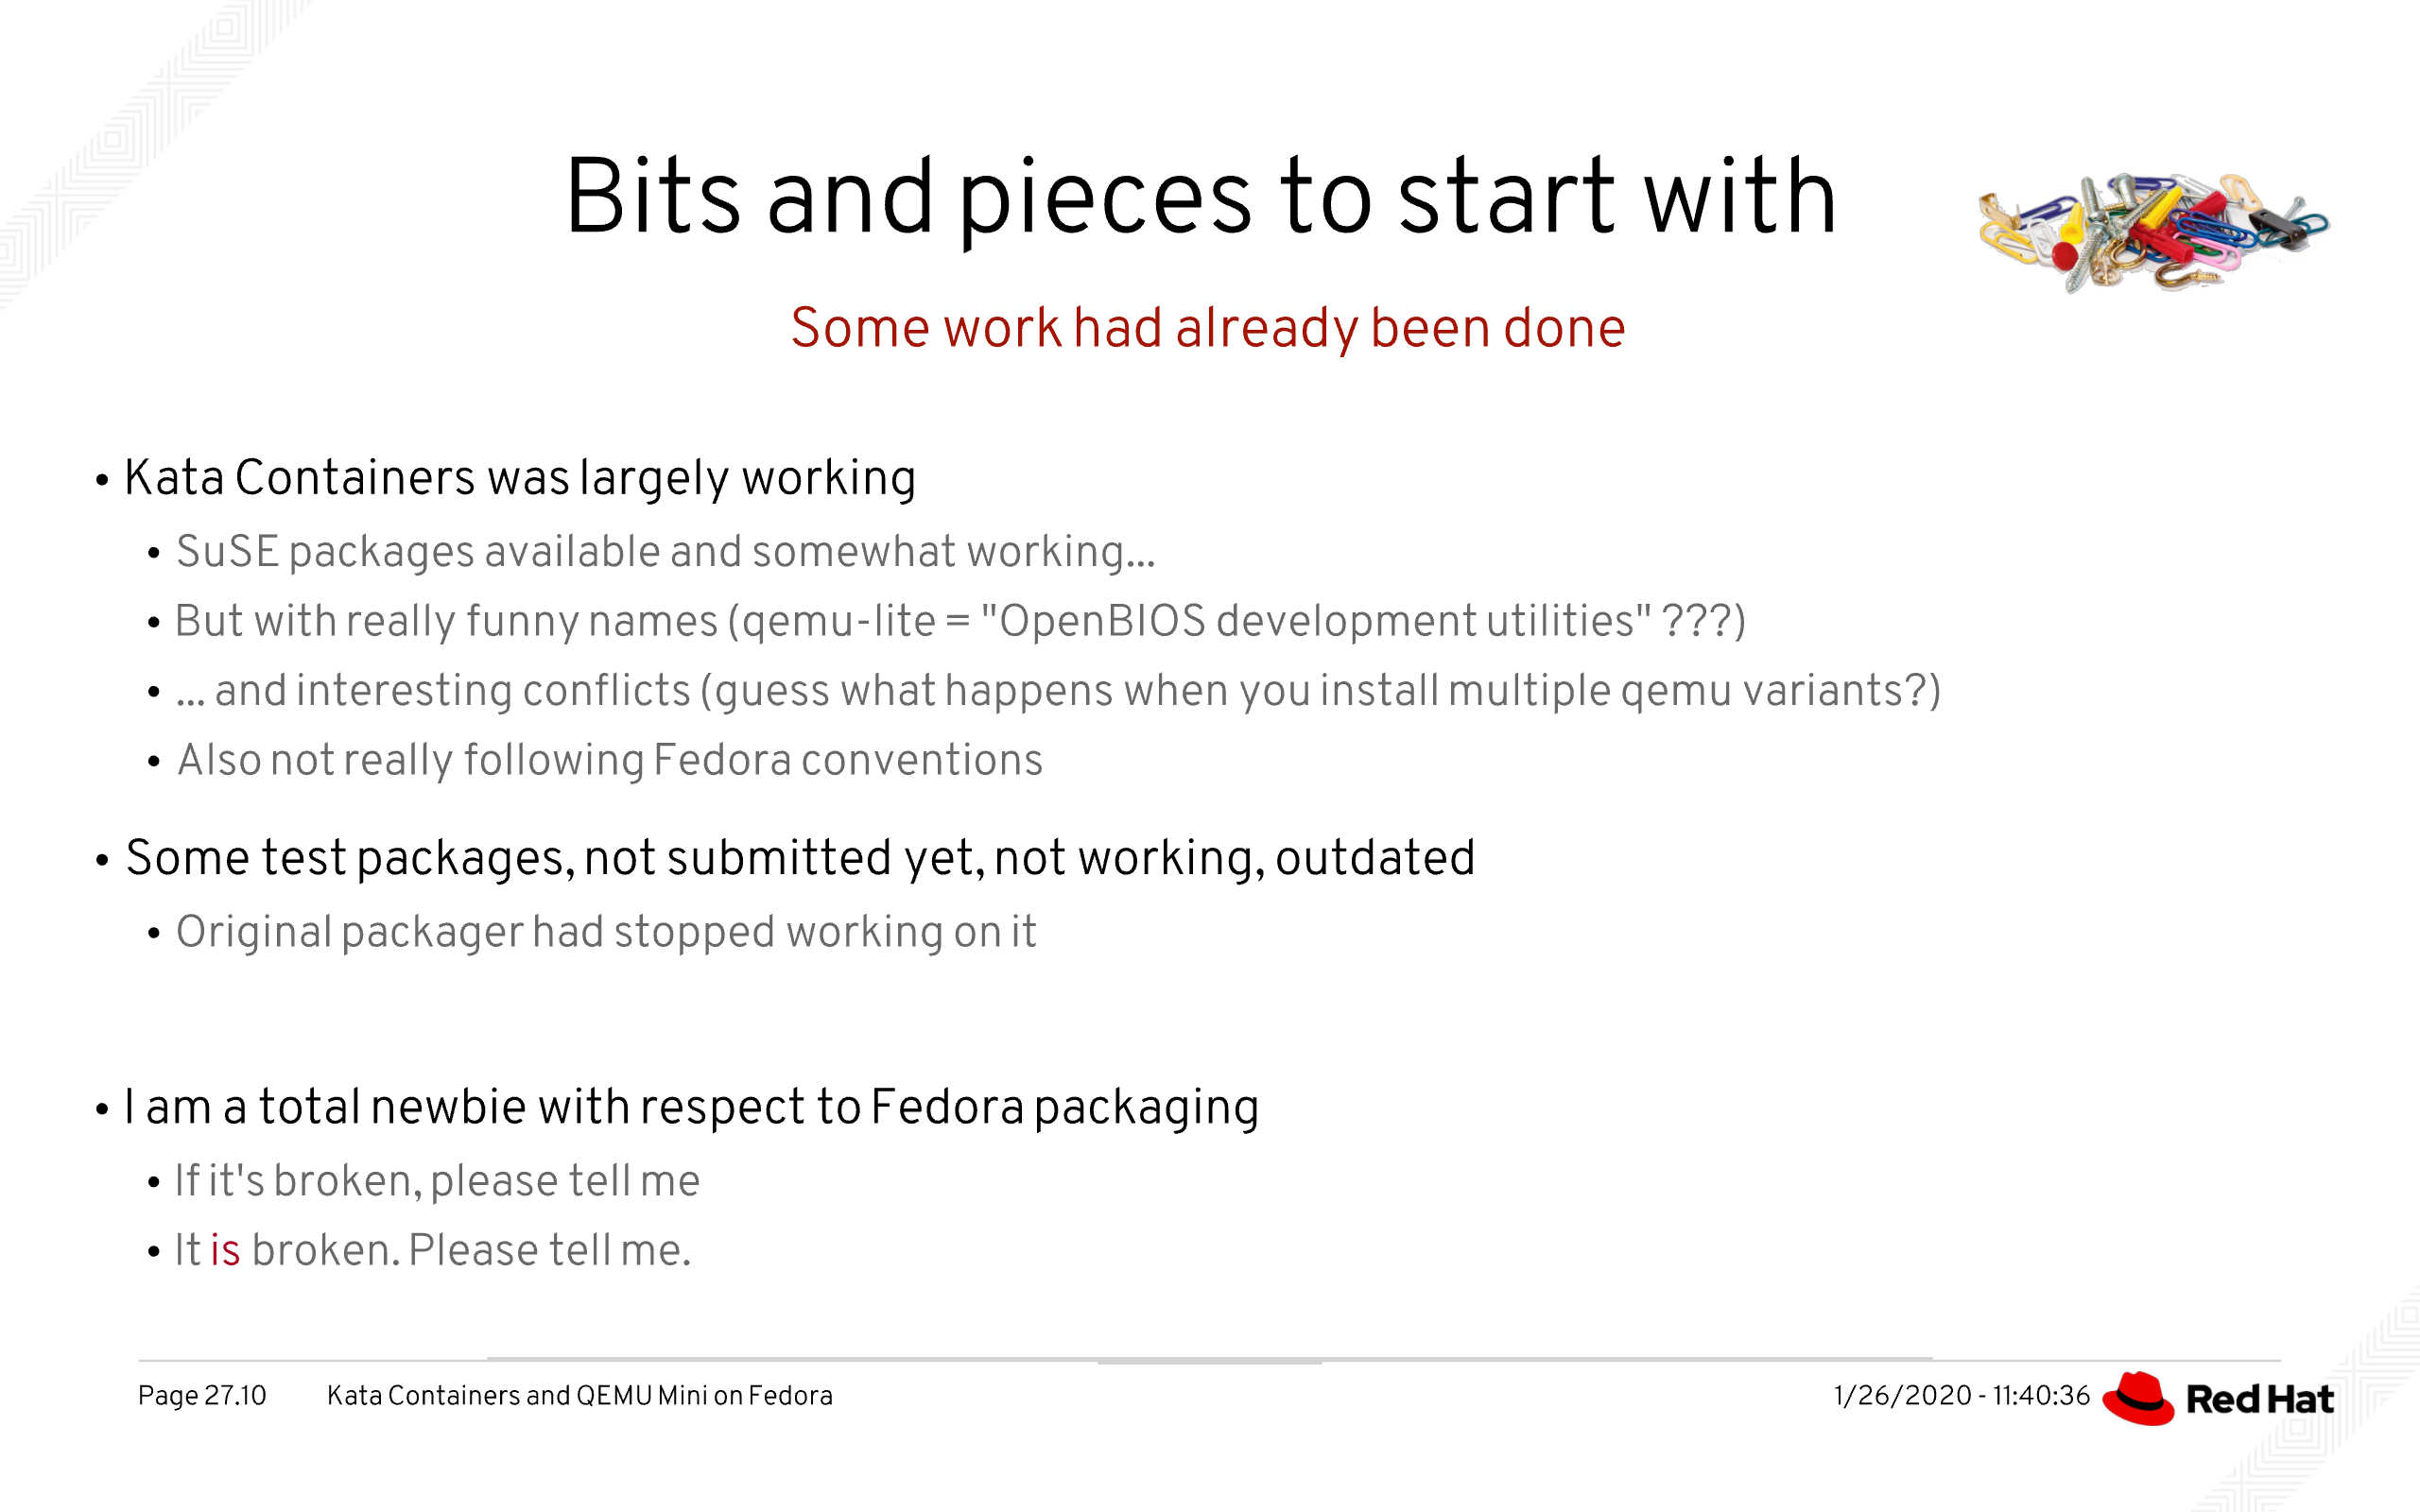 Bits and pieces to start with
Some work had already been done
• Kata Containers was largely working
• SuSE packages available and somewhat working...
• But with really funny names (qemu-lite = "OpenBIOS development utilities" ???)
• ... and interesting conflicts (guess what happens when you install multiple qemu variants?)
• Also not really following Fedora conventions
• Some test packages, not submitted yet, not working, outdated
• Original packager had stopped working on it
• I am a total newbie with respect to Fedora packaging
• If it's broken, please tell me
• It is broken. Please tell me.
Page 27.10 Kata Containers and QEMU Mini on Fedora 1/26/2020 - 11:40:36 Red Hat